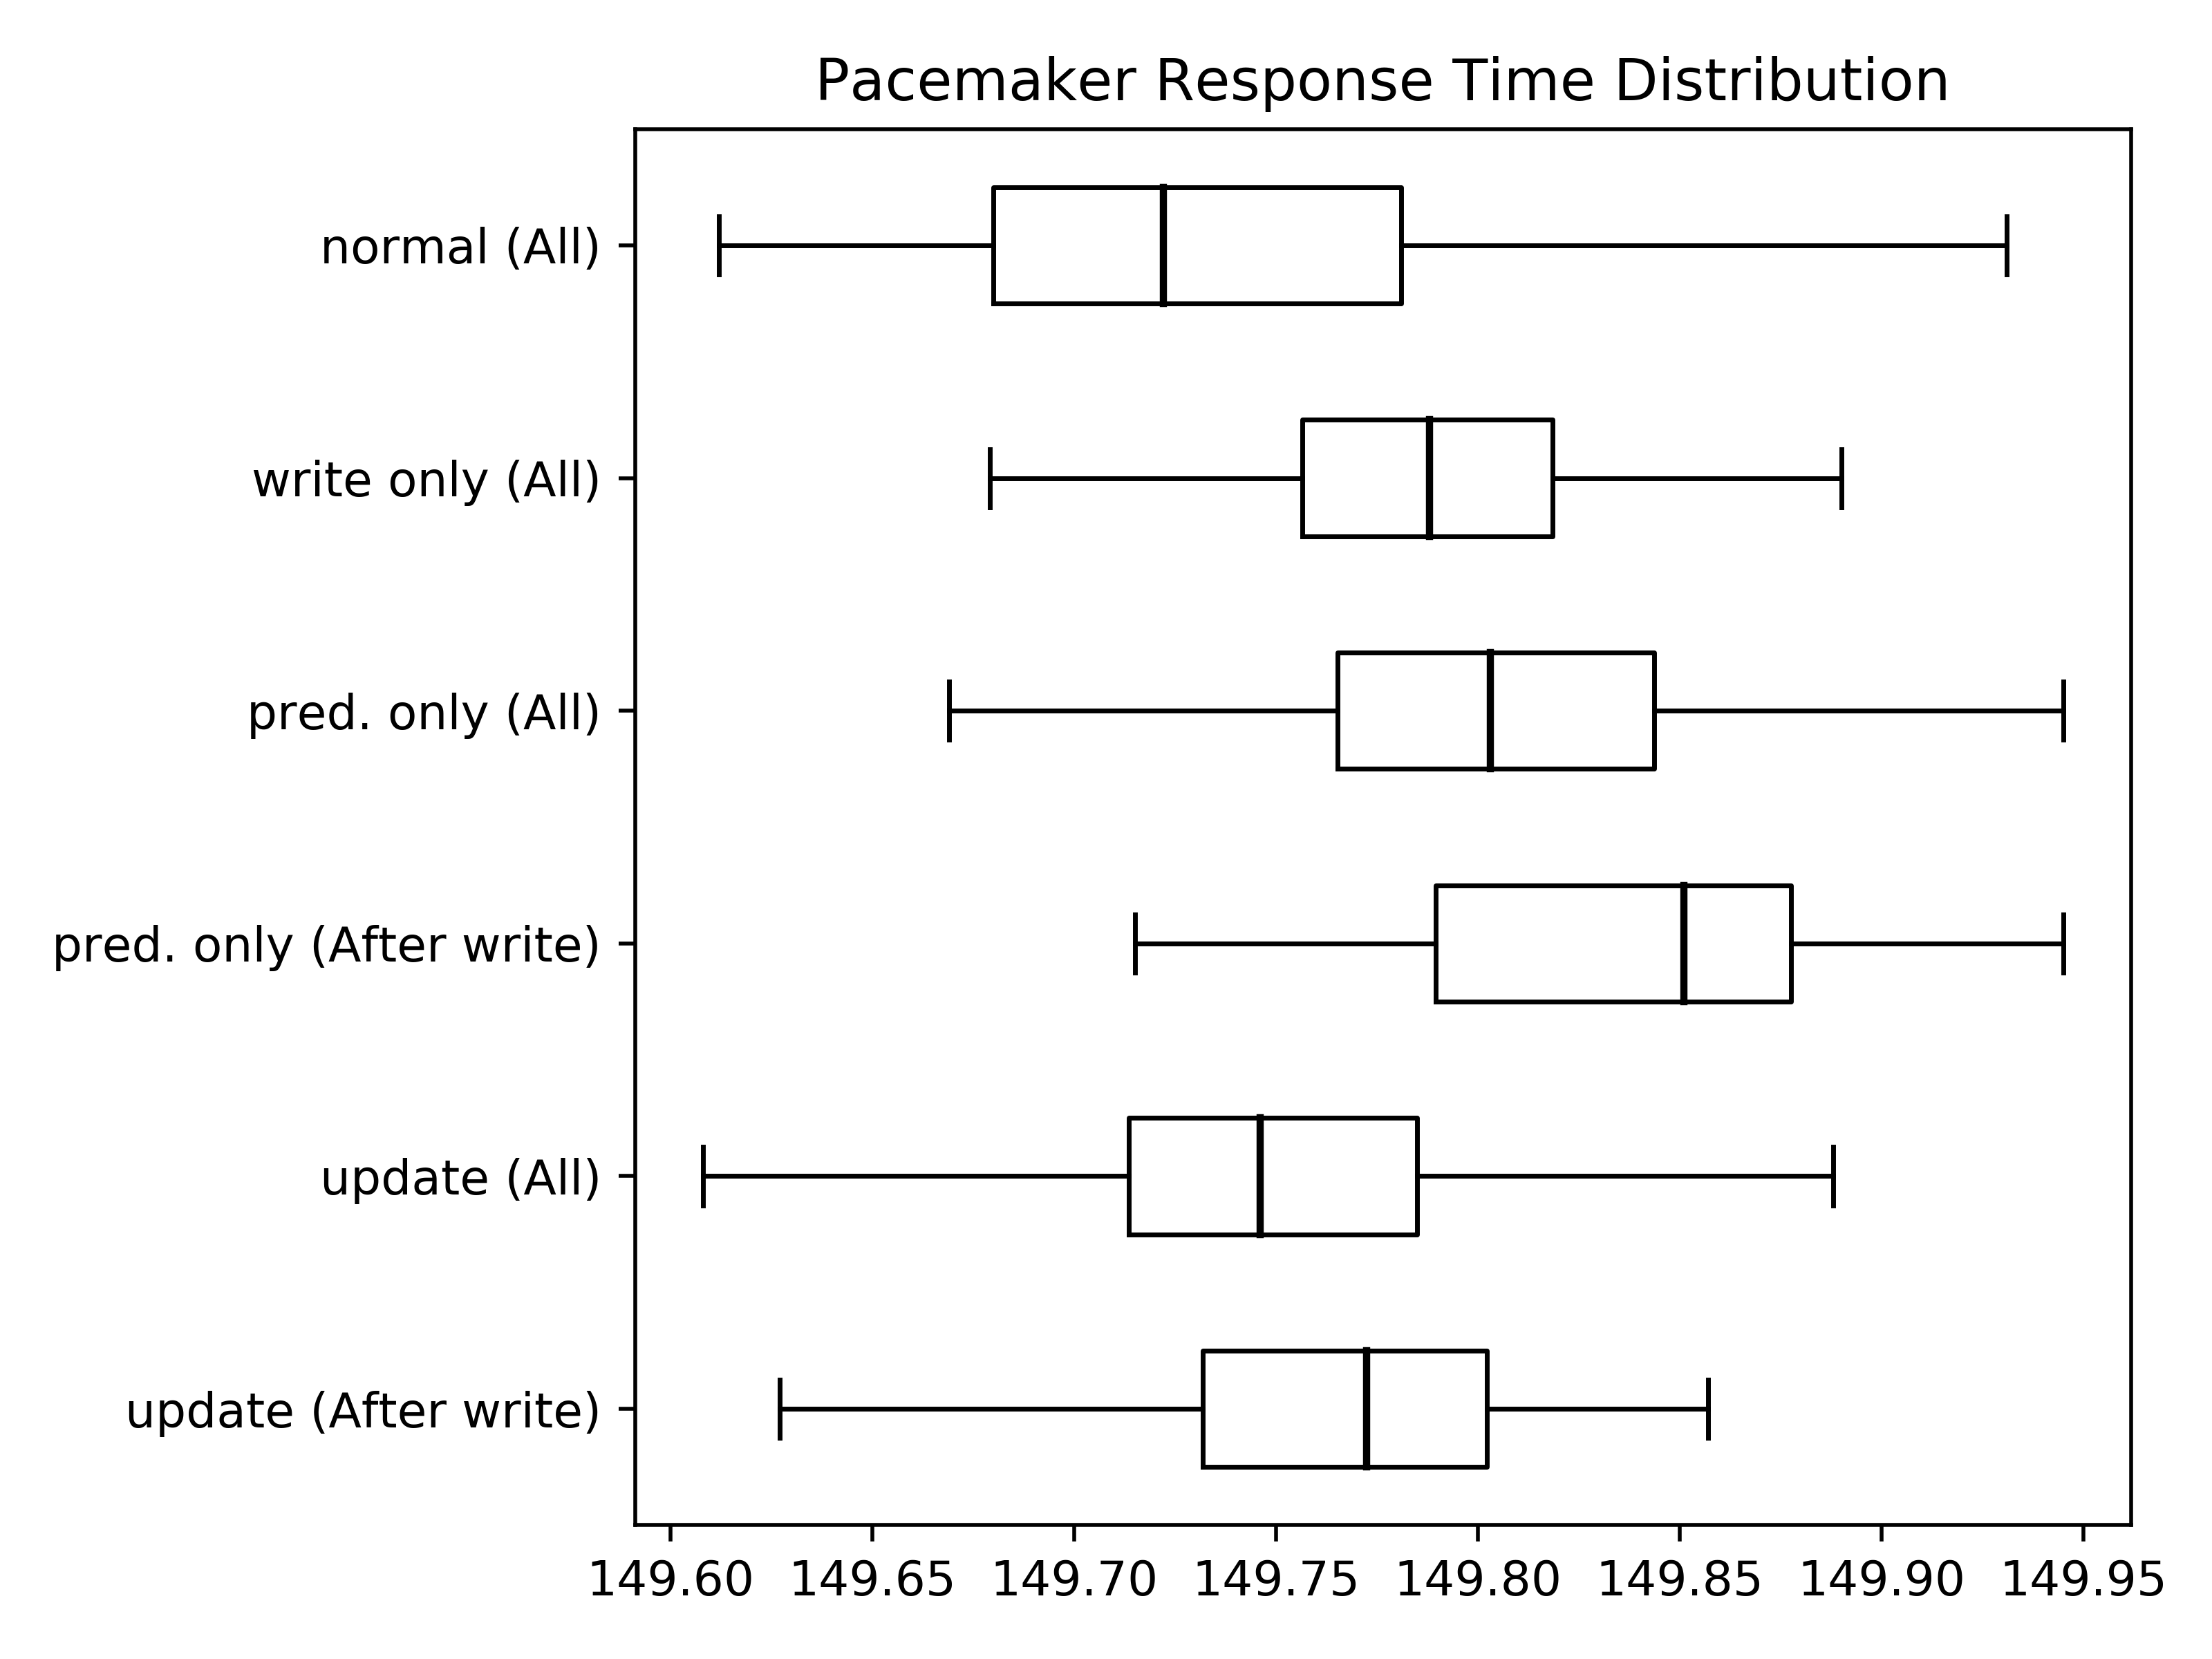 Pacemaker Response Time Distribution
normal (All)
write only (All)
pred. only (All)
pred. only (After write)
update (All)
update (After write)
149.60 149.65 149.70 149.75 149.80 149.85 149.90 149.95